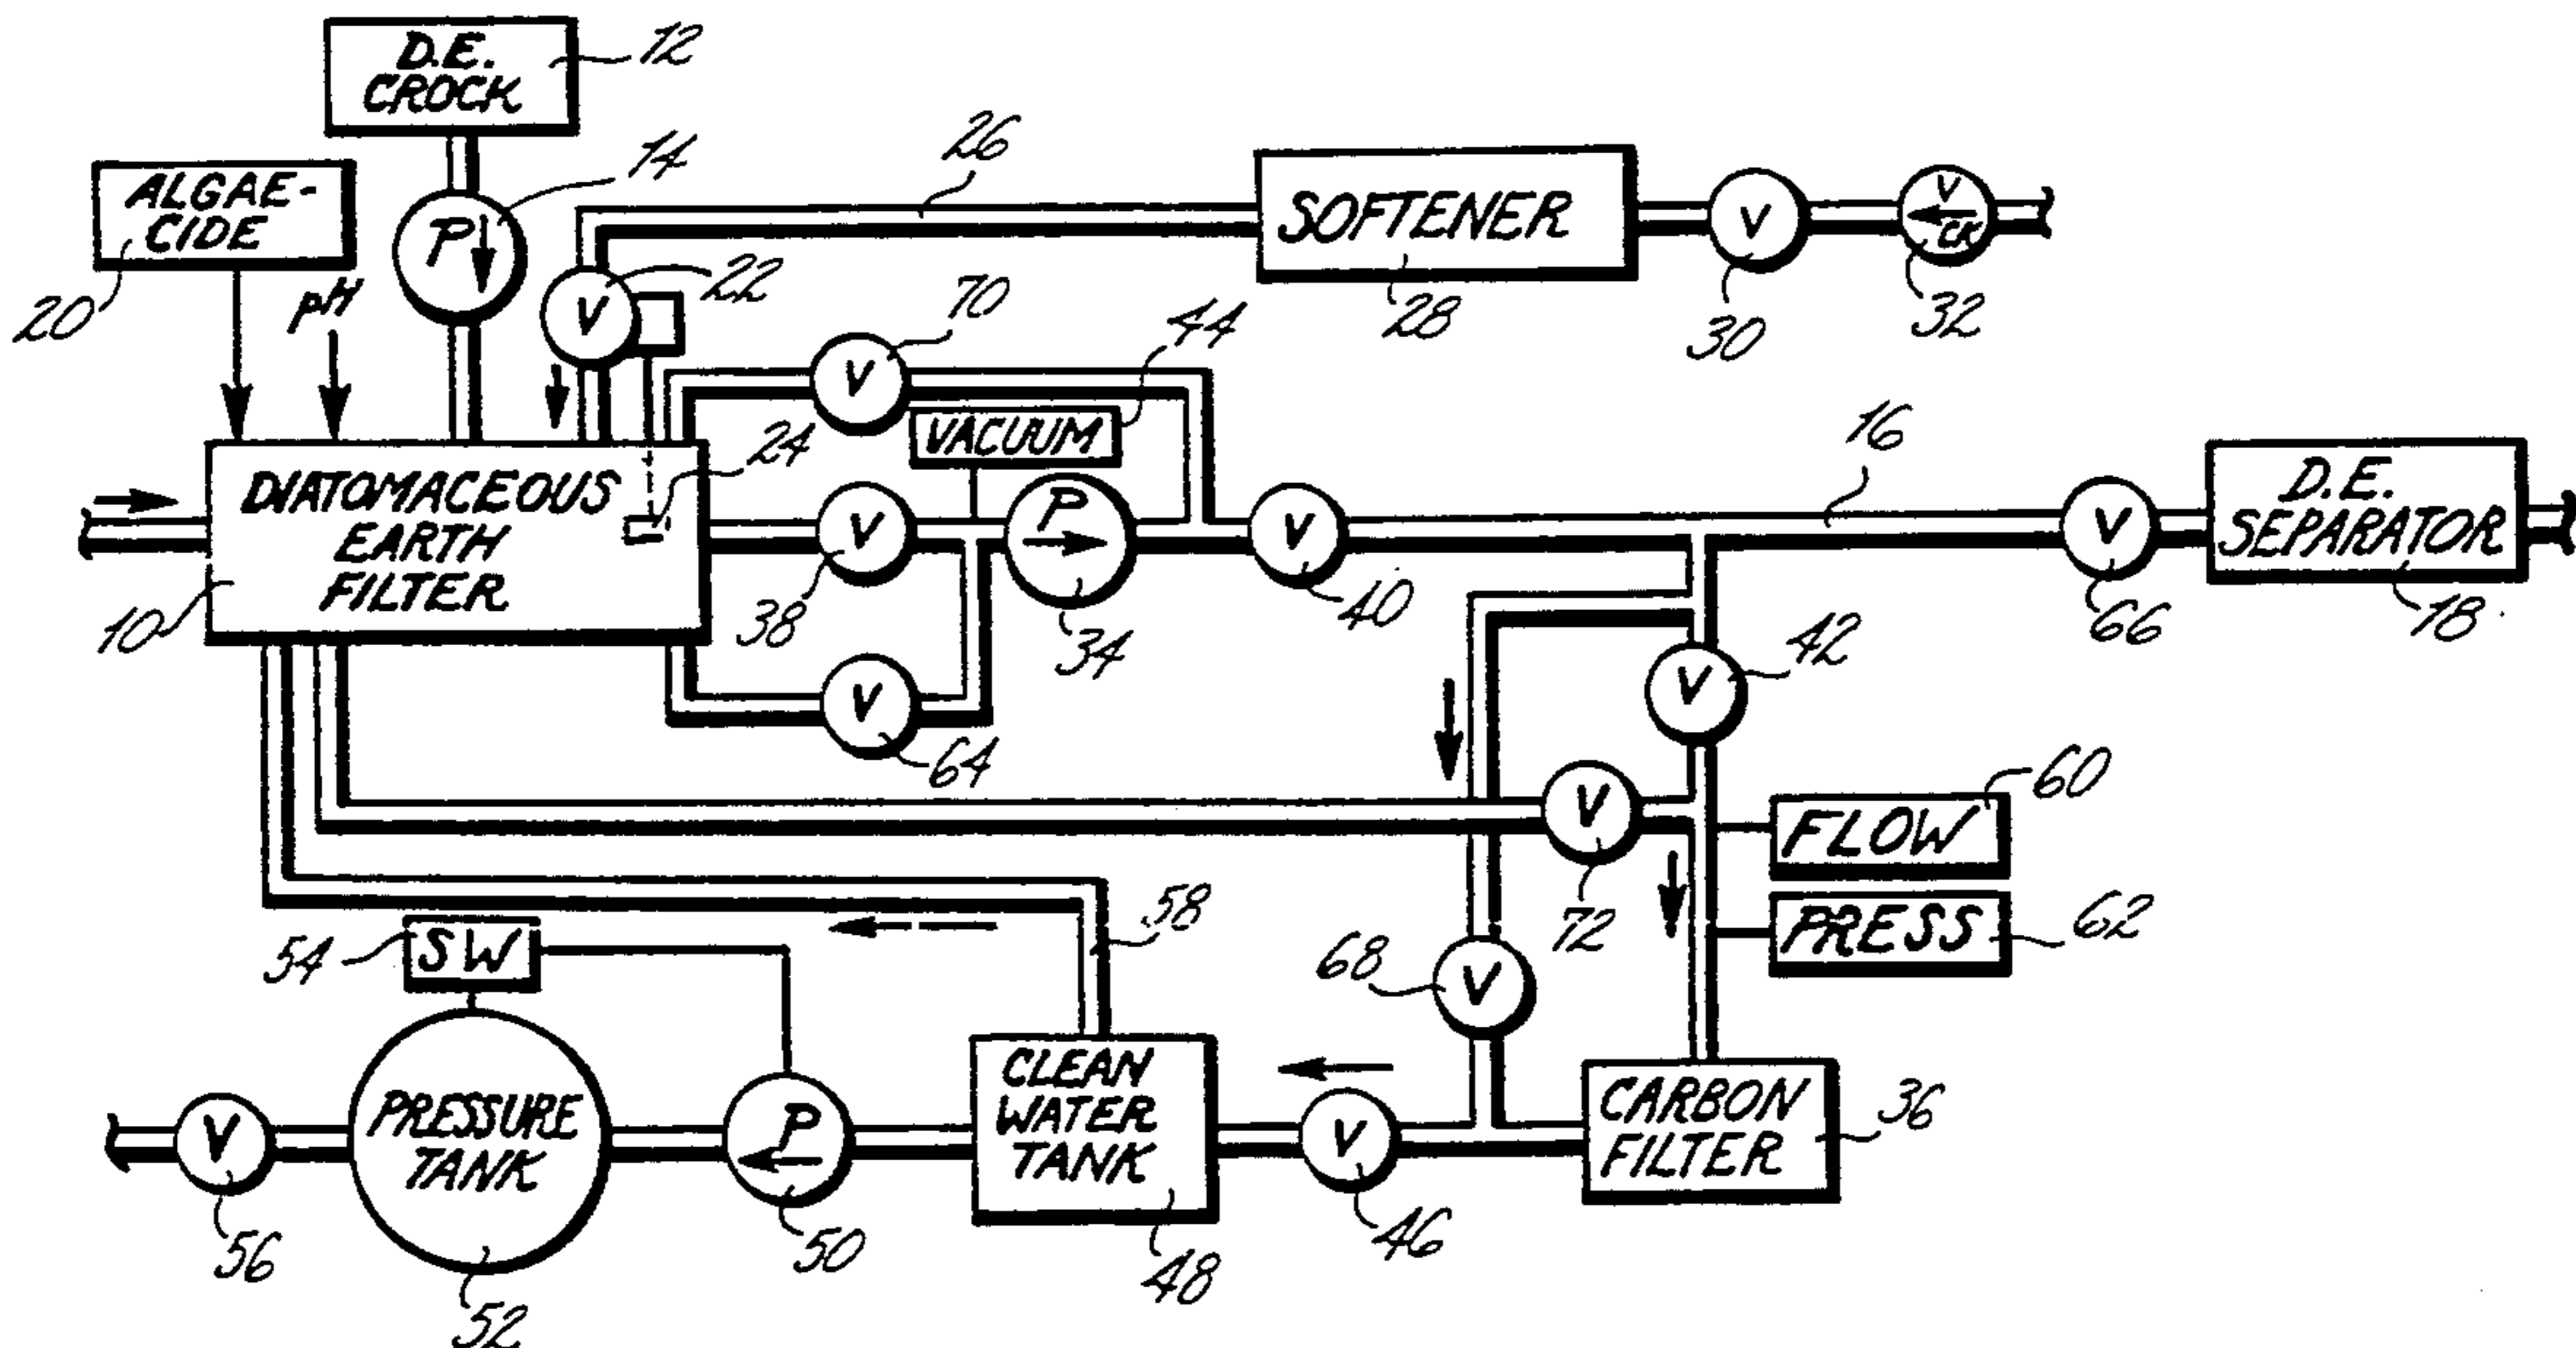 D.E.
CROCK
12
ALGAE-
CIDE
20
pH
P
14
26
SOFTENER
28
V
30
V
CK
32
V
22
70
V
44
VACUUM
24
DIATOMACEOUS
EARTH
FILTER
10
V
38
P
34
V
40
16
V
66
D.E.
SEPARATOR
18
V
64
V
42
V
72
FLOW
60
PRESS
62
58
SW
54
68
V
V
56
PRESSURE
TANK
52
P
50
CLEAN
WATER
TANK
48
V
46
CARBON
FILTER
36